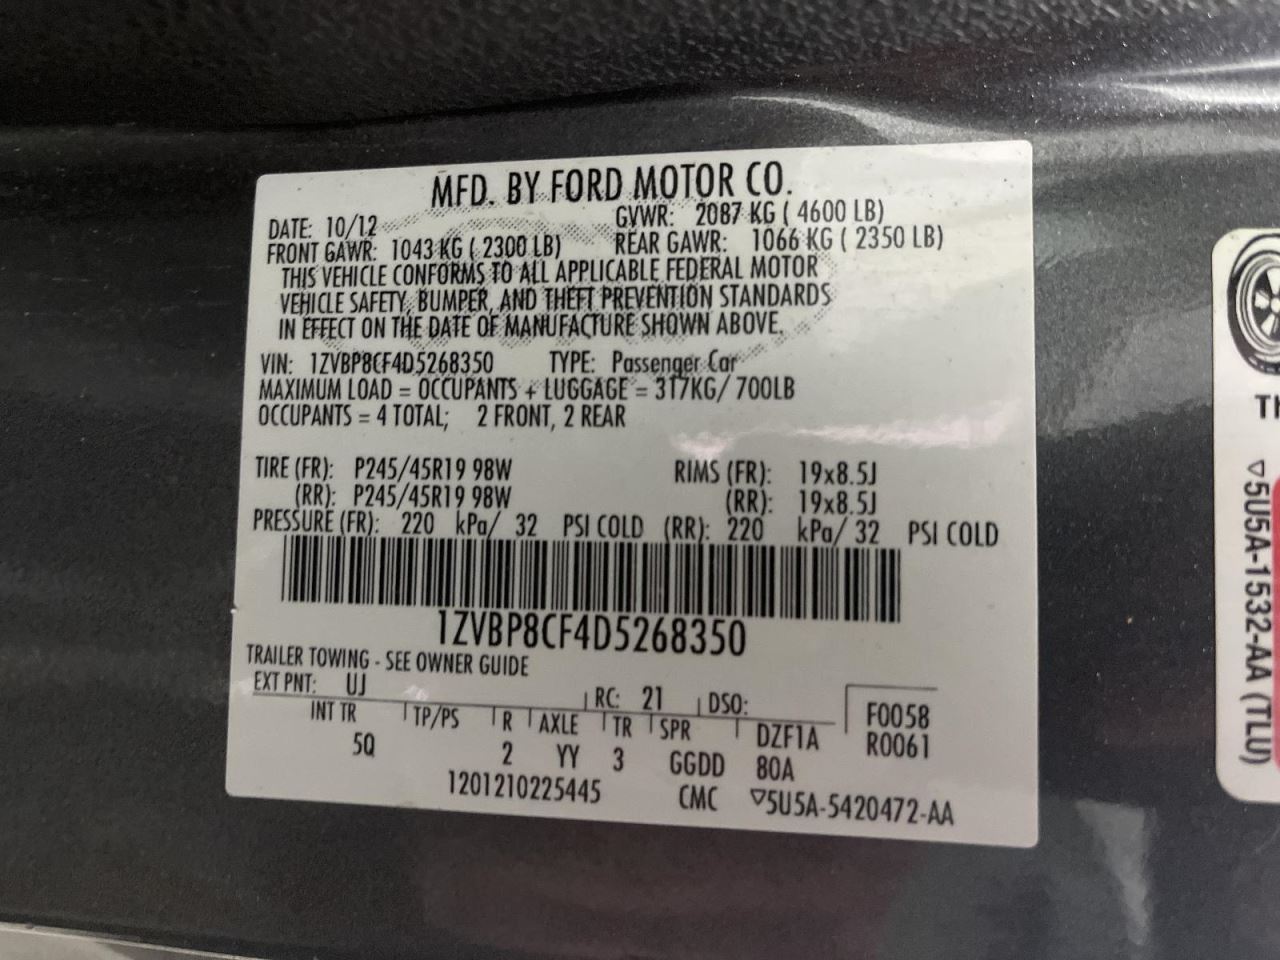 MFD. BY FORD MOTOR CO.
DATE: 10/12 GVWR: 2087 KG ( 4600 LB)
FRONT GAWR: 1043 KG ( 2300 LB) REAR GAWR: 1066 KG ( 2350 LB)
THIS VEHICLE CONFORMS TO ALL APPLICABLE FEDERAL MOTOR
VEHICLE SAFETY, BUMPER, AND THEFT PREVENTION STANDARDS
IN EFFECT ON THE DATE OF MANUFACTURE SHOWN ABOVE.
VIN: 1ZVBP8CF4D5268350 TYPE: Passenger Car
MAXIMUM LOAD = OCCUPANTS + LUGGAGE = 317KG/ 700LB
OCCUPANTS = 4 TOTAL; 2 FRONT, 2 REAR
TIRE (FR): P245/45R19 98W RIMS (FR): 19x8.5J
(RR): P245/45R19 98W (RR): 19x8.5J
PRESSURE (FR): 220 kPa/ 32 PSI COLD (RR): 220 kPa/ 32 PSI COLD
1ZVBP8CF4D5268350
TRAILER TOWING - SEE OWNER GUIDE
EXT PNT: UJ RC: 21 DSO:
INT TR TP/PS R AXLE TR SPR DZF1A F0058
5Q 2 YY 3 GGDD 80A R0061
1201210225445 CMC ▽5U5A-5420472-AA
▽5U5A-1532-AA (TLU)